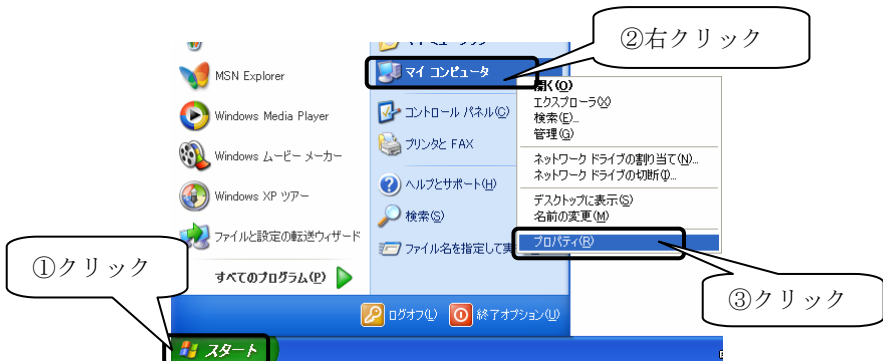 ②右クリック
マイ コンピュータ
MSN Explorer
開く(O)
エクスプローラ(X)
Windows Media Player
コントロール パネル(C)
検索(E)...
管理(G)
プリンタと FAX
Windows ムービー メーカー
ネットワーク ドライブの割り当て(N)...
ネットワーク ドライブの切断(I)...
ヘルプとサポート(H)
Windows XP ツアー
デスクトップに表示(S)
検索(S)
名前の変更(M)
ファイルと設定の転送ウィザード
ファイル名を指定して実
プロパティ(R)
①クリック
すべてのプログラム(P)
③クリック
ログオフ(L)
終了オプション(U)
スタート